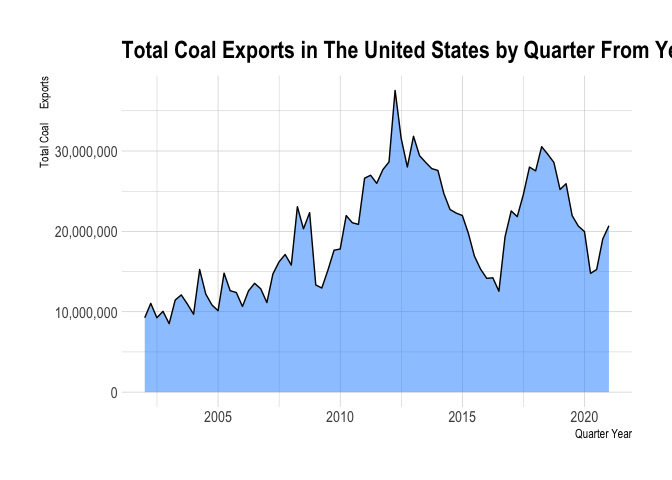 Total Coal Exports in The United States by Quarter From Ye
Total Coal Exports
30,000,000
20,000,000
10,000,000
0
2005 2010 2015 2020
Quarter Year